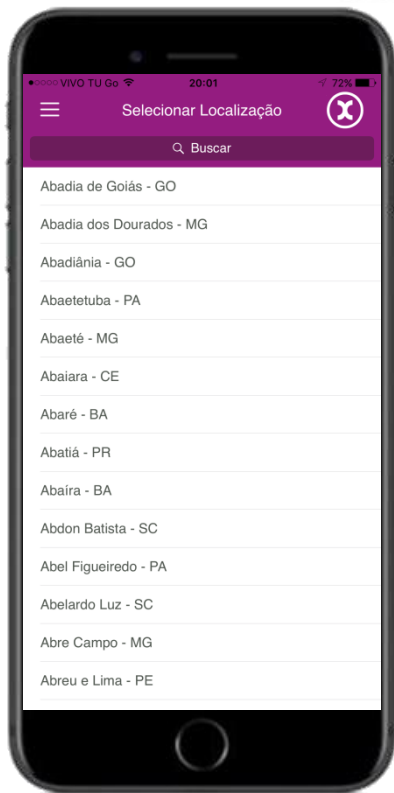 VIVO TU Go 20:01 72%
Selecionar Localização
Buscar
Abadia de Goiás - GO
Abadia dos Dourados - MG
Abadiânia - GO
Abaetetuba - PA
Abaeté - MG
Abaiara - CE
Abaré - BA
Abatiá - PR
Abaíra - BA
Abdon Batista - SC
Abel Figueiredo - PA
Abelardo Luz - SC
Abre Campo - MG
Abreu e Lima - PE